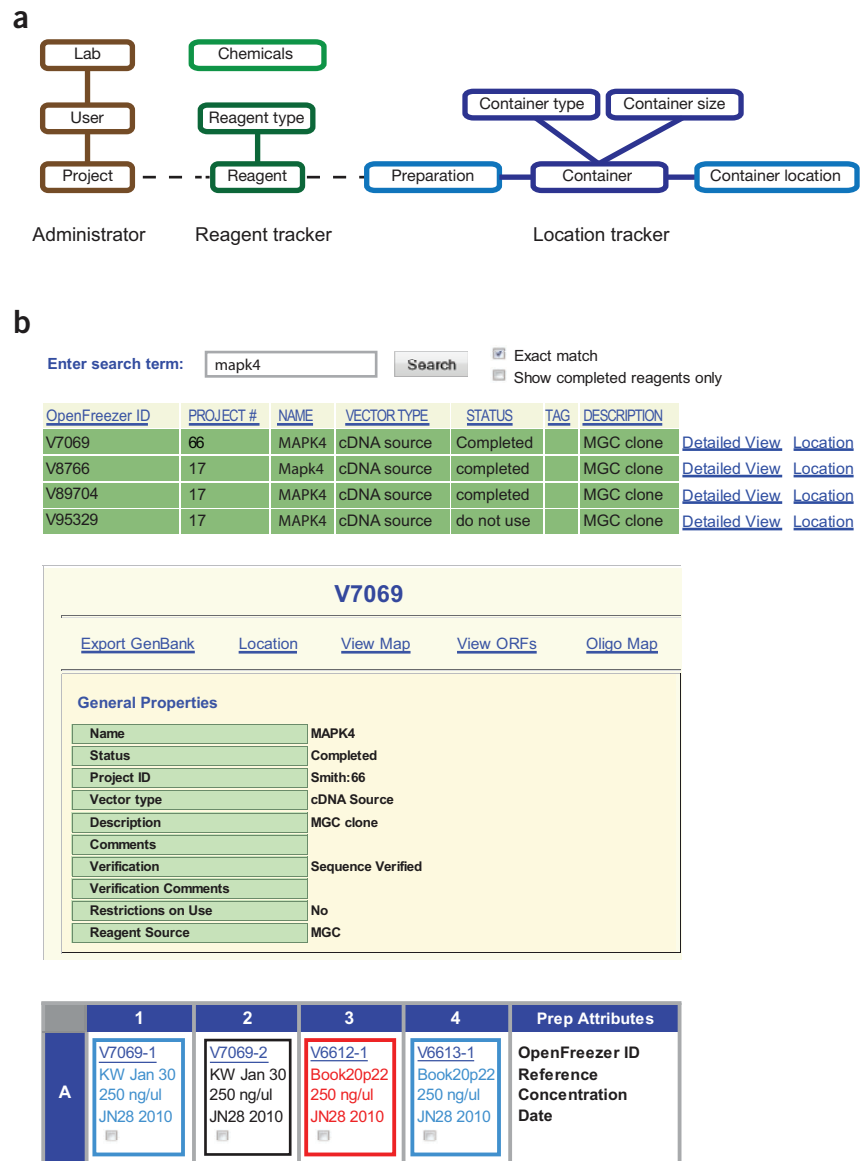 a
Lab
Chemicals
Container type
Container size
User
Reagent type
Project
Reagent
Preparation
Container
Container location
Administrator
Reagent tracker
Location tracker
b
Enter search term: mapk4 Search Exact match
Show completed reagents only
OpenFreezer ID PROJECT # NAME VECTOR TYPE STATUS TAG DESCRIPTION
V7069 66 MAPK4 cDNA source Completed MGC clone Detailed View Location
V8766 17 Mapk4 cDNA source completed MGC clone Detailed View Location
V89704 17 MAPK4 cDNA source completed MGC clone Detailed View Location
V95329 17 MAPK4 cDNA source do not use MGC clone Detailed View Location
V7069
Export GenBank Location View Map View ORFs Oligo Map
General Properties
Name MAPK4
Status Completed
Project ID Smith:66
Vector type cDNA Source
Description MGC clone
Comments
Verification Sequence Verified
Verification Comments
Restrictions on Use No
Reagent Source MGC
1 2 3 4 Prep Attributes
V7069-1 V7069-2 V6612-1 V6613-1 OpenFreezer ID
KW Jan 30 KW Jan 30 Book20p22 Book20p22 Reference
A 250 ng/ul 250 ng/ul 250 ng/ul 250 ng/ul Concentration
JN28 2010 JN28 2010 JN28 2010 JN28 2010 Date